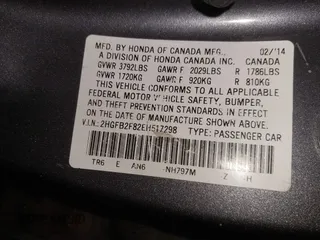 MFD. BY HONDA OF CANADA MFG., CANADA 02/'14
A DIVISION OF HONDA CANADA INC.
GVWR 3792LBS GAWR F 2029LBS R 1786LBS
GVWR 1720KG GAWR F 920KG R 810KG
THIS VEHICLE CONFORMS TO ALL APPLICABLE
FEDERAL MOTOR VEHICLE SAFETY, BUMPER,
AND THEFT PREVENTION STANDARDS IN EFFECT
ON THE DATE OF MANUFACTURE SHOWN ABOVE.
V.I.N.: 2HGFB2F82EH517298 TYPE: PASSENGER CAR
TR6 E AN6 NH797M Z H